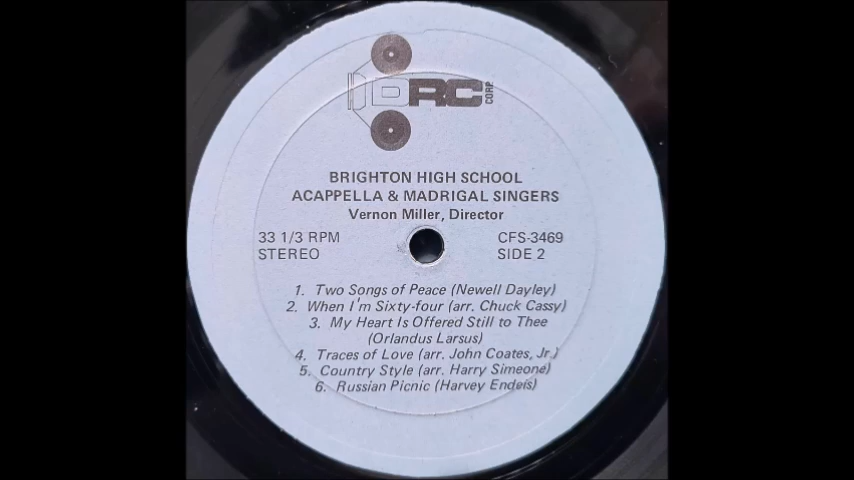 DRC CORP.
BRIGHTON HIGH SCHOOL
ACAPPELLA & MADRIGAL SINGERS
Vernon Miller, Director
33 1/3 RPM CFS-3469
STEREO SIDE 2
1. Two Songs of Peace (Newell Dayley)
2. When I'm Sixty-four (arr. Chuck Cassy)
3. My Heart Is Offered Still to Thee
(Orlandus Larsus)
4. Traces of Love (arr. John Coates, Jr.)
5. Country Style (arr. Harry Simeone)
6. Russian Picnic (Harvey Endeis)